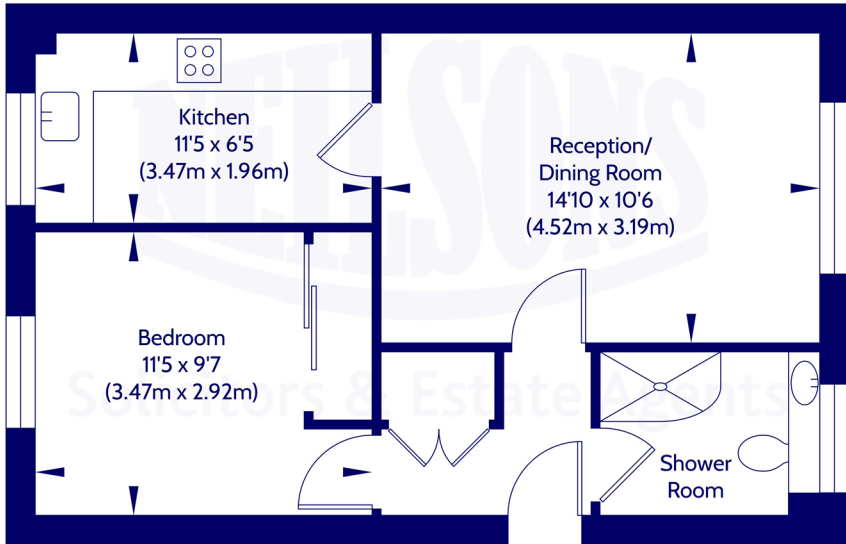 NEILSONS
Kitchen
11'5 x 6'5
(3.47m x 1.96m)
Reception/
Dining Room
14'10 x 10'6
(4.52m x 3.19m)
Bedroom
11'5 x 9'7
(3.47m x 2.92m)
Solicitors & Estate Agents
Shower
Room